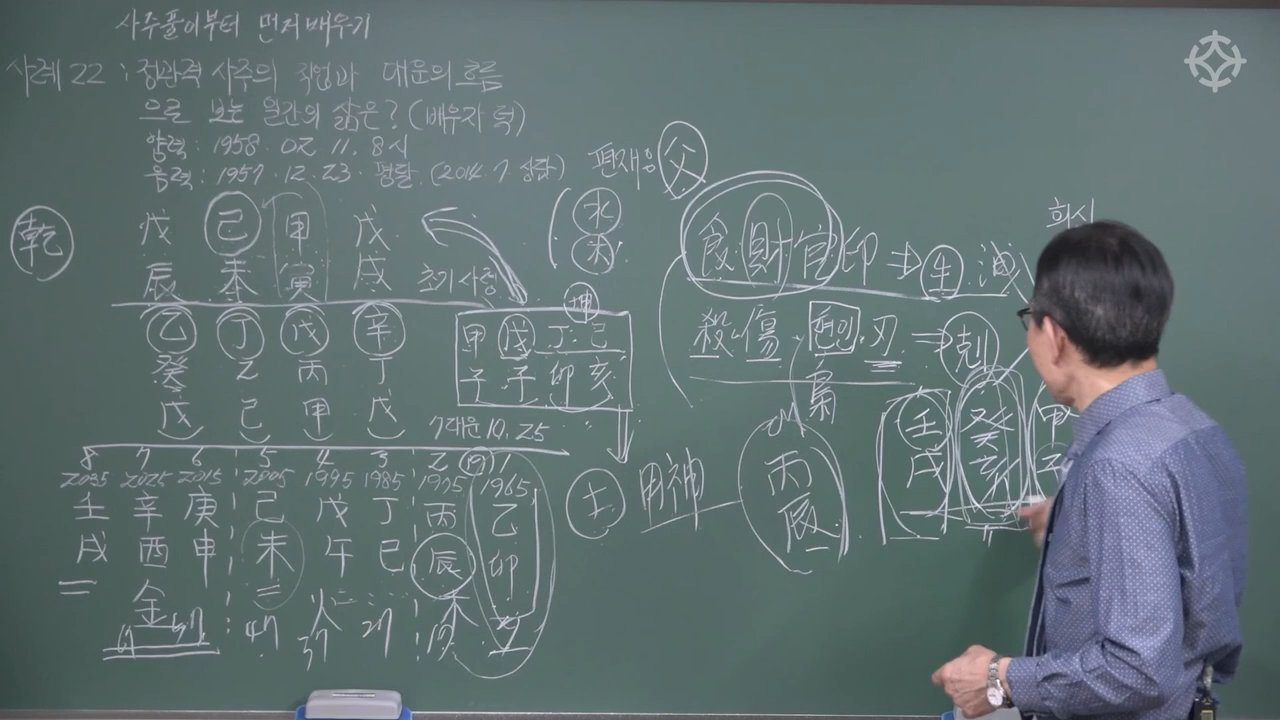 사주풀이부터 먼저배우기
사례 22 : 정관격 사주의 직업과 대운의 흐름
으로 보는 일간의 삶은? (배우자 덕)
양력 : 1958. 02. 11. 8시
음력 : 1957. 12. 23. 평달 (2014. 7 상담)
乾
戊 己 甲 戊
辰 未 寅 戌
초기 사령
乙 丁 戊 辛
癸 乙 丙 丁
戊 己 甲 戊
7대운 10, 25
8 7 6 5 4 3 2 1
2035 2025 2015 2005 1995 1985 1975 1965
壬 辛 庚 己 戊 丁 丙 乙
戌 酉 申 未 午 巳 辰 卯
金 火 木
67 57 47 37 27 17
편재 父
水
木
坤
甲 戊 丁 己
子 子 卯 亥
土 用神
食 財 官 印 ⇒ 生 洩
殺 傷 刃 ⇒ 剋
梟
丙
辰
壬 癸 甲
戌 亥